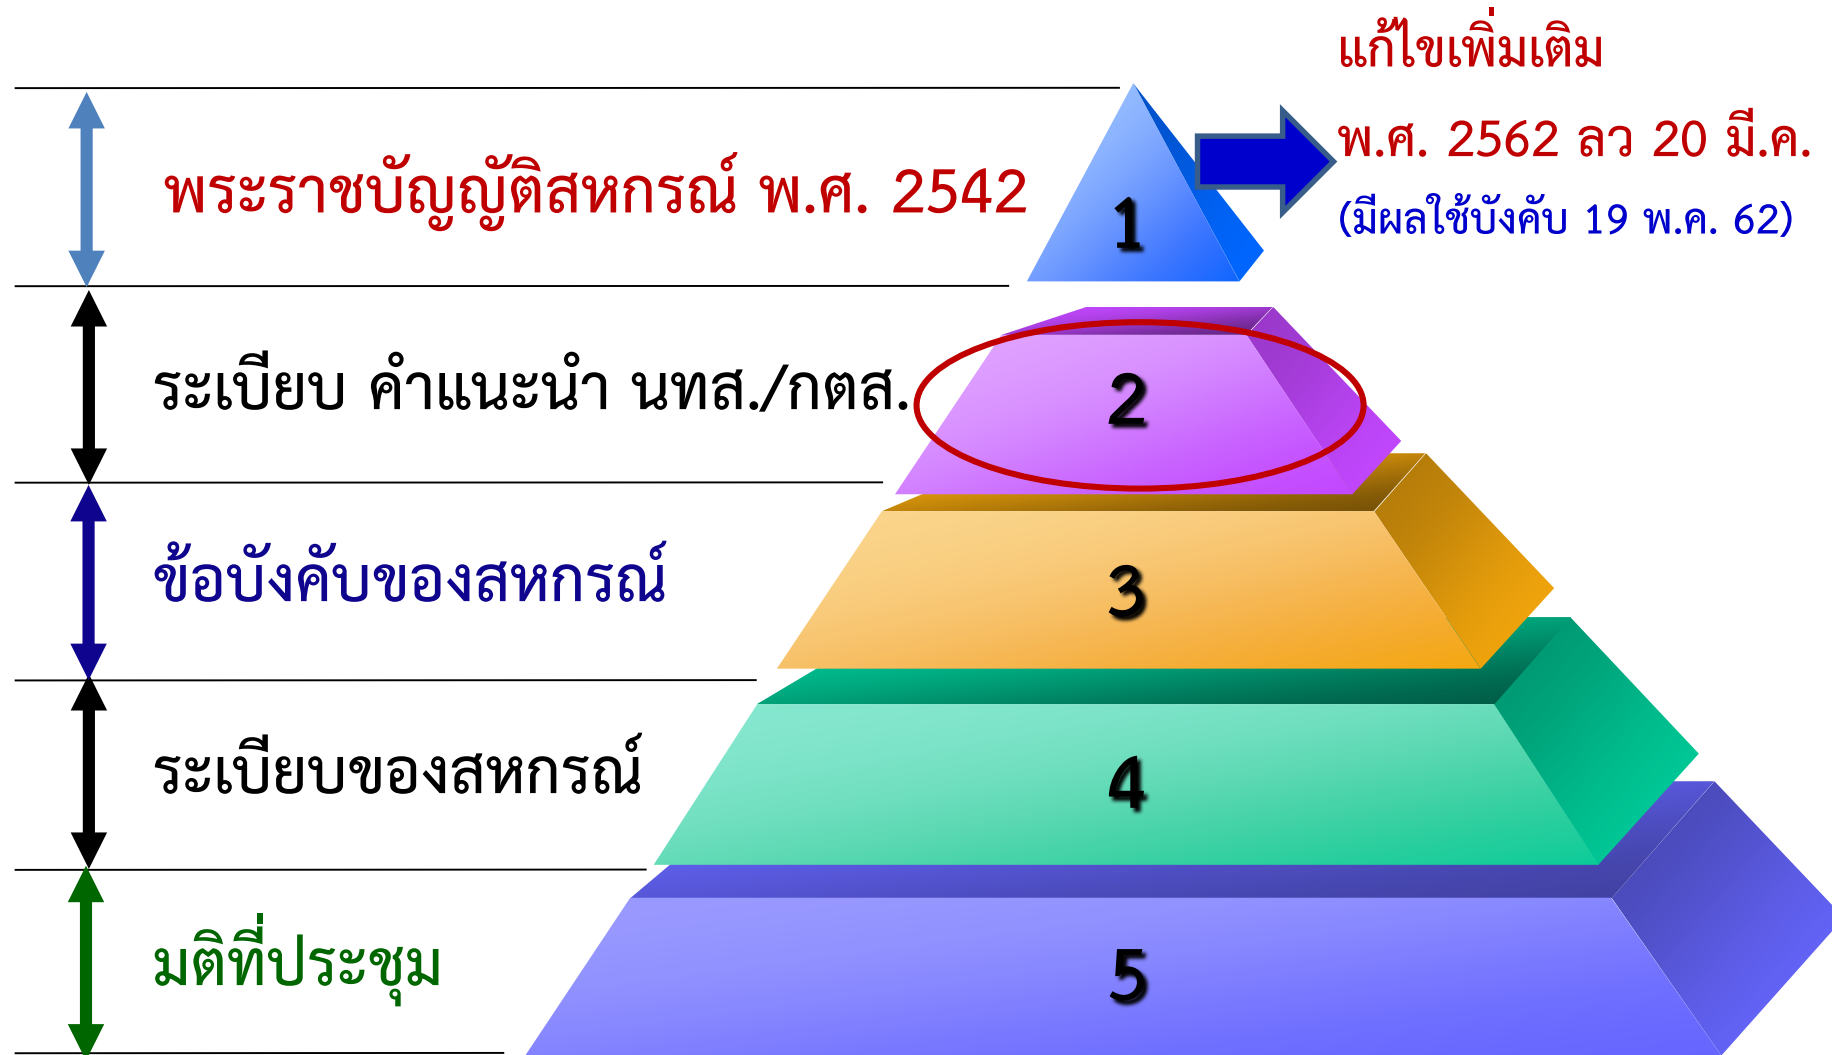 แก้ไขเพิ่มเติม
พ.ศ. 2562 ลว 20 มี.ค.
(มีผลใช้บังคับ 19 พ.ค. 62)
พระราชบัญญัติสหกรณ์ พ.ศ. 2542
1
ระเบียบ คำแนะนำ นทส./กตส.
2
ข้อบังคับของสหกรณ์
3
ระเบียบของสหกรณ์
4
มติที่ประชุม
5